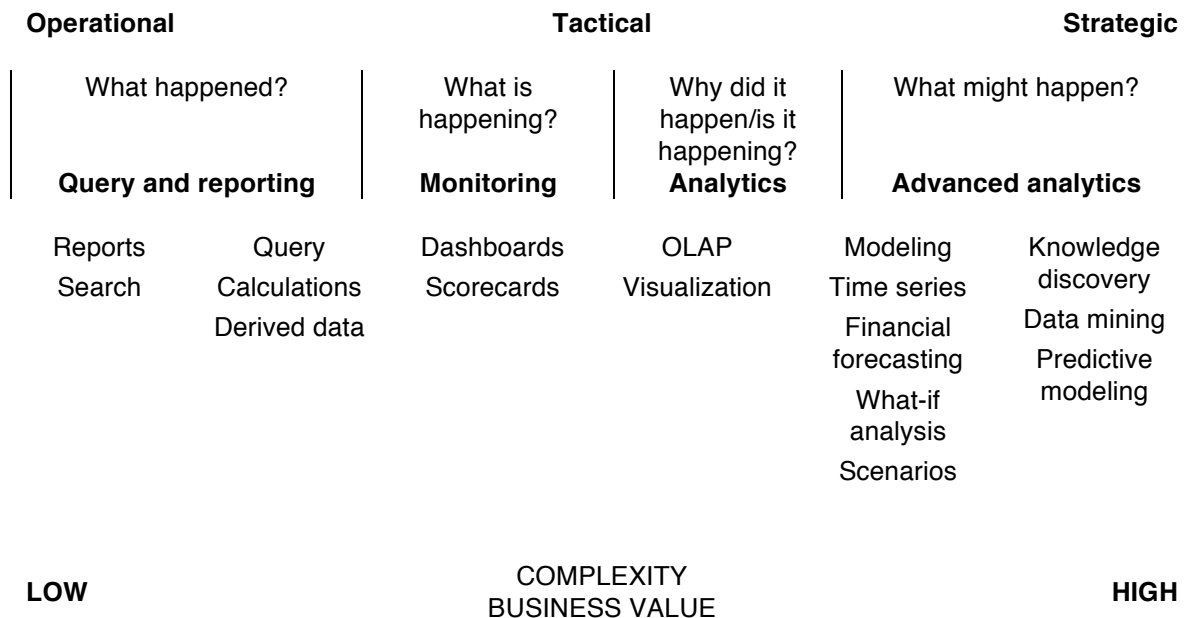 Operational Tactical Strategic
What happened?
What is
happening?
Why did it
happen/is it
happening?
What might happen?
Query and reporting
Monitoring
Analytics
Advanced analytics
Reports
Search
Query
Calculations
Derived data
Dashboards
Scorecards
OLAP
Visualization
Modeling
Time series
Financial
forecasting
What-if
analysis
Scenarios
Knowledge
discovery
Data mining
Predictive
modeling
LOW
COMPLEXITY
BUSINESS VALUE
HIGH